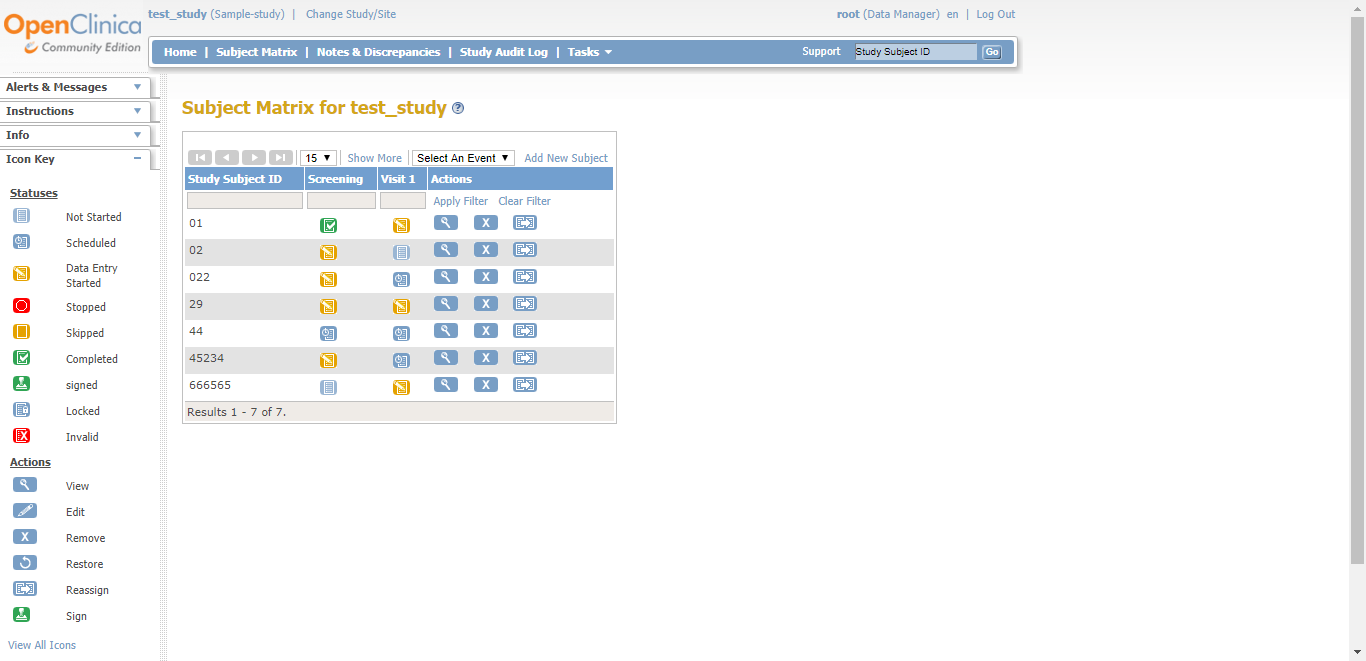 OpenClinica
Community Edition
test_study (Sample-study) | Change Study/Site
root (Data Manager) en | Log Out
Home | Subject Matrix | Notes & Discrepancies | Study Audit Log | Tasks
Support Study Subject ID Go
Alerts & Messages
Instructions
Info
Icon Key
Statuses
Not Started
Scheduled
Data Entry
Started
Stopped
Skipped
Completed
signed
Locked
Invalid
Actions
View
Edit
X Remove
Restore
Reassign
Sign
View All Icons
Subject Matrix for test_study ?
15 Show More Select An Event Add New Subject
Study Subject ID Screening Visit 1 Actions
Apply Filter Clear Filter
01 X
02 X
022 X
29 X
44 X
45234 X
666565 X
Results 1 - 7 of 7.